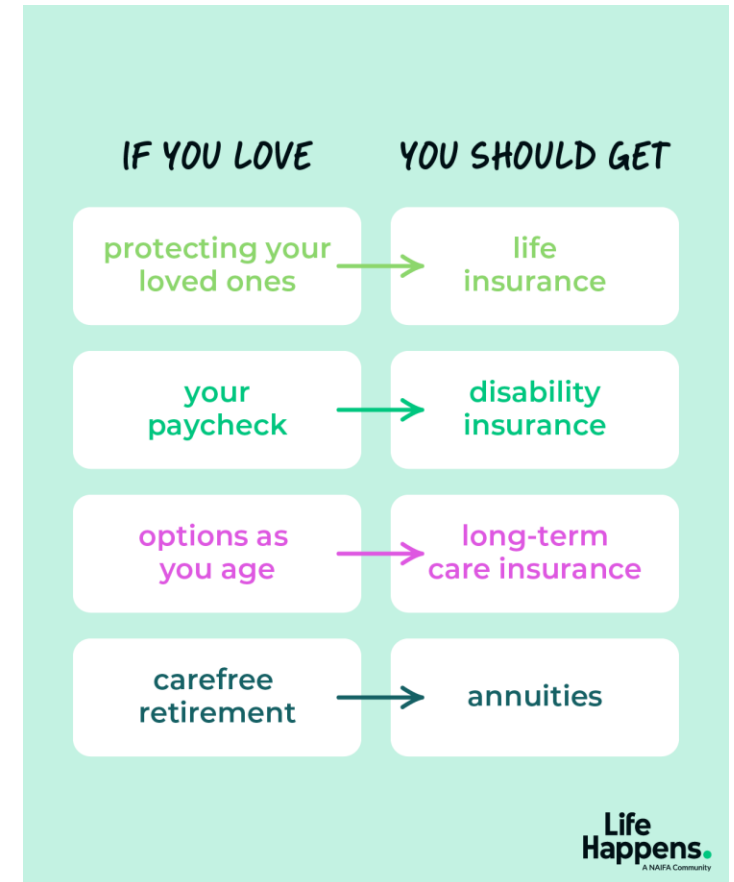 IF YOU LOVE
YOU SHOULD GET
protecting your
loved ones
life
insurance
your
paycheck
disability
insurance
options as
you age
long-term
care insurance
carefree
retirement
annuities
Life
Happens.
A NAIFA Community